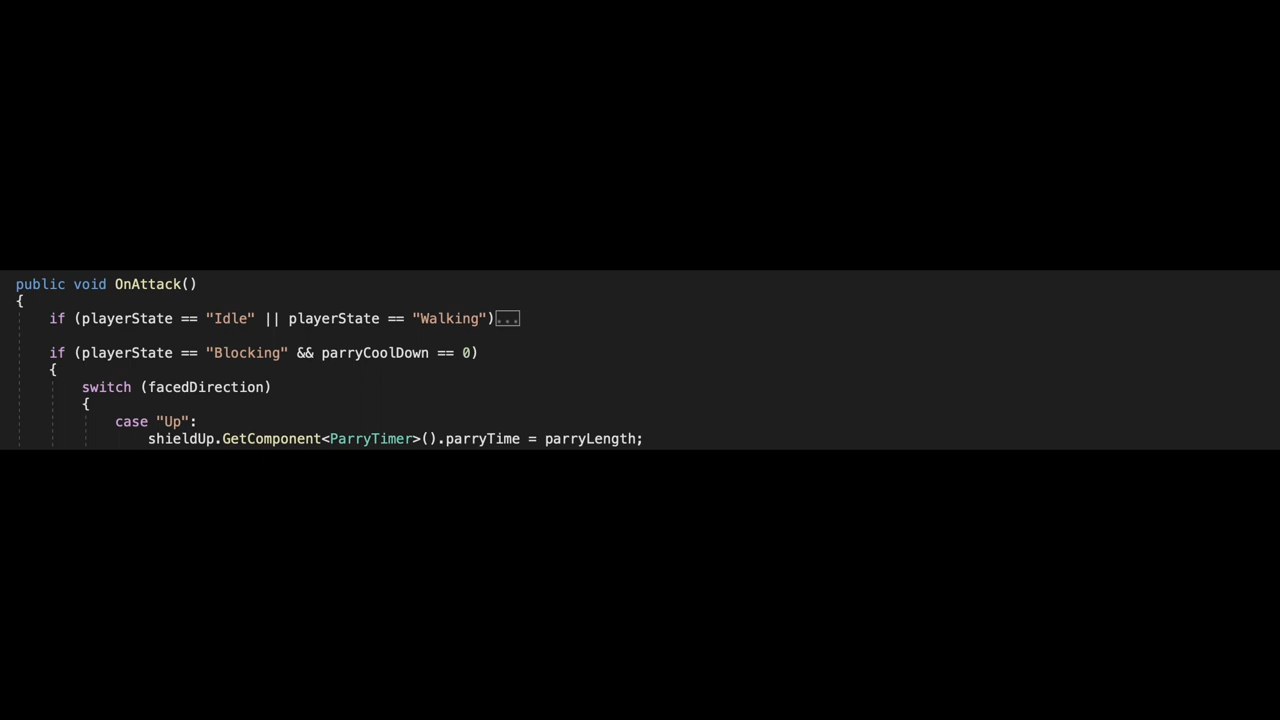 public void OnAttack()
{
if (playerState == "Idle" || playerState == "Walking")...
if (playerState == "Blocking" && parryCoolDown == 0)
{
switch (facedDirection)
{
case "Up":
shieldUp.GetComponent<ParryTimer>().parryTime = parryLength;